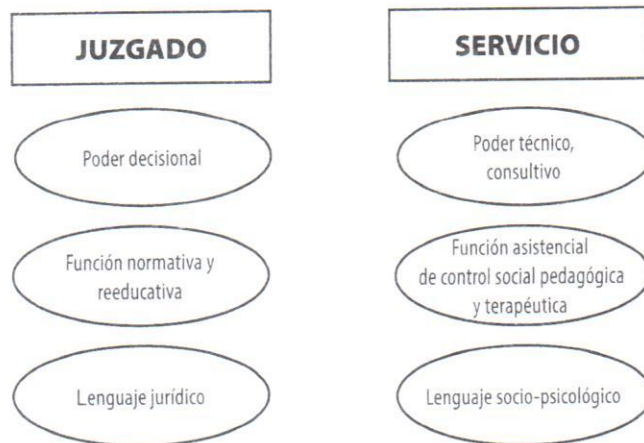 JUZGADO
Poder decisional
Función normativa y
reeducativa
Lenguaje jurídico
SERVICIO
Poder técnico,
consultivo
Función asistencial
de control social pedagógica
y terapéutica
Lenguaje socio-psicológico